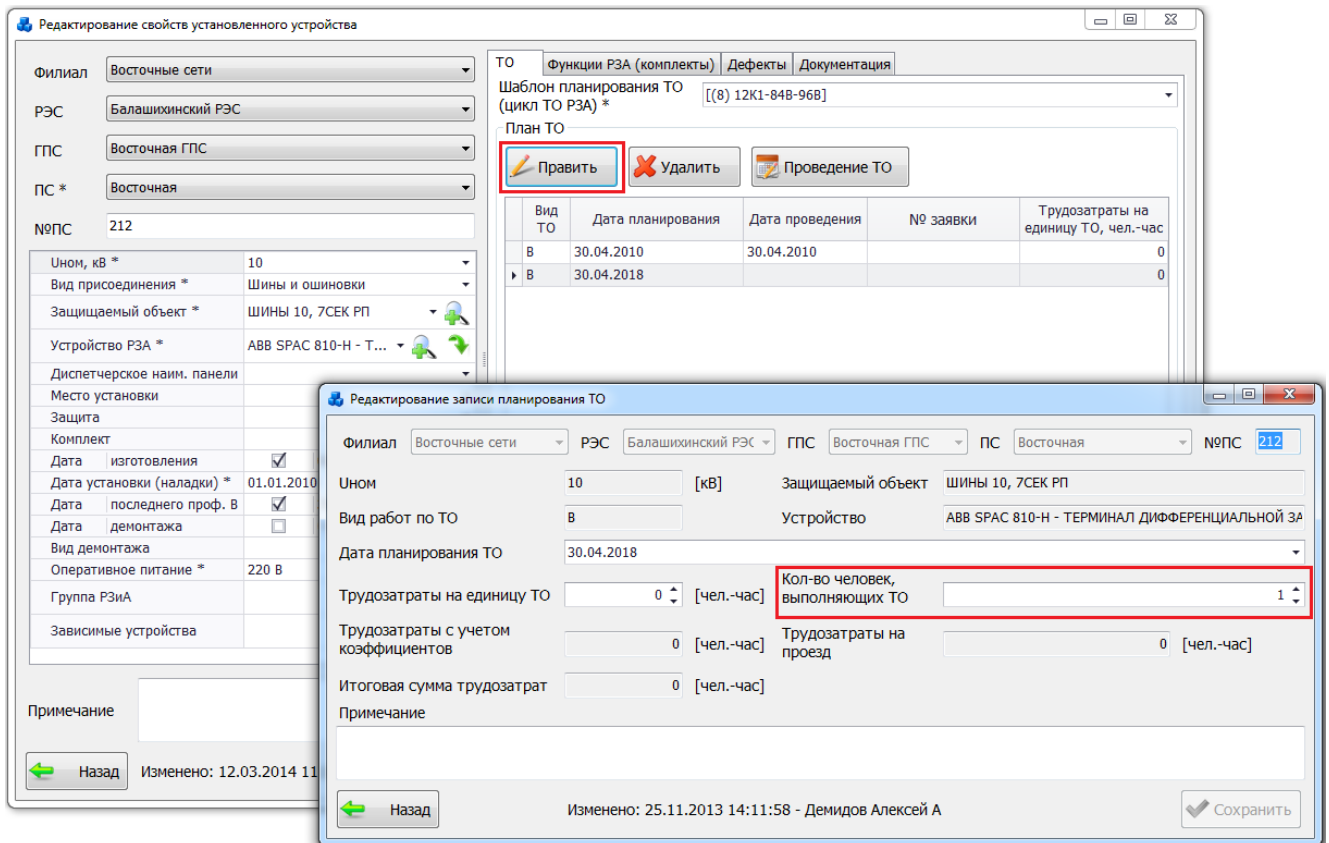 Редактирование свойств установленного устройства
Филиал Восточные сети
РЭС Балашихинский РЭС
ГПС Восточная ГПС
ПС * Восточная
№ПС 212
Uном, кВ * 10
Вид присоединения * Шины и ошиновки
Защищаемый объект * ШИНЫ 10, 7СЕК РП
Устройство РЗА * ABB SPAC 810-Н - Т...
Диспетчерское наим. панели
Место установки
Защита
Комплект
Дата изготовления
Дата установки (наладки) * 01.01.2010
Дата последнего проф. В
Дата демонтажа
Вид демонтажа
Оперативное питание * 220 В
Группа РЗиА
Зависимые устройства
Примечание
Назад Изменено: 12.03.2014 11
ТО Функции РЗА (комплекты) Дефекты Документация
Шаблон планирования ТО
(цикл ТО РЗА) * [(8) 12К1-84В-96В]
План ТО
Править Удалить Проведение ТО
Вид ТО Дата планирования Дата проведения № заявки Трудозатраты на единицу ТО, чел.-час
В 30.04.2010 30.04.2010 0
В 30.04.2018 0
Редактирование записи планирования ТО
Филиал Восточные сети РЭС Балашихинский РЭС ГПС Восточная ГПС ПС Восточная №ПС 212
Uном 10 [кВ] Защищаемый объект ШИНЫ 10, 7СЕК РП
Вид работ по ТО В Устройство ABB SPAC 810-Н - ТЕРМИНАЛ ДИФФЕРЕНЦИАЛЬНОЙ ЗА
Дата планирования ТО 30.04.2018
Трудозатраты на единицу ТО 0 [чел.-час] Кол-во человек, выполняющих ТО 1
Трудозатраты с учетом коэффициентов 0 [чел.-час] Трудозатраты на проезд 0 [чел.-час]
Итоговая сумма трудозатрат 0 [чел.-час]
Примечание
Назад Изменено: 25.11.2013 14:11:58 - Демидов Алексей А Сохранить